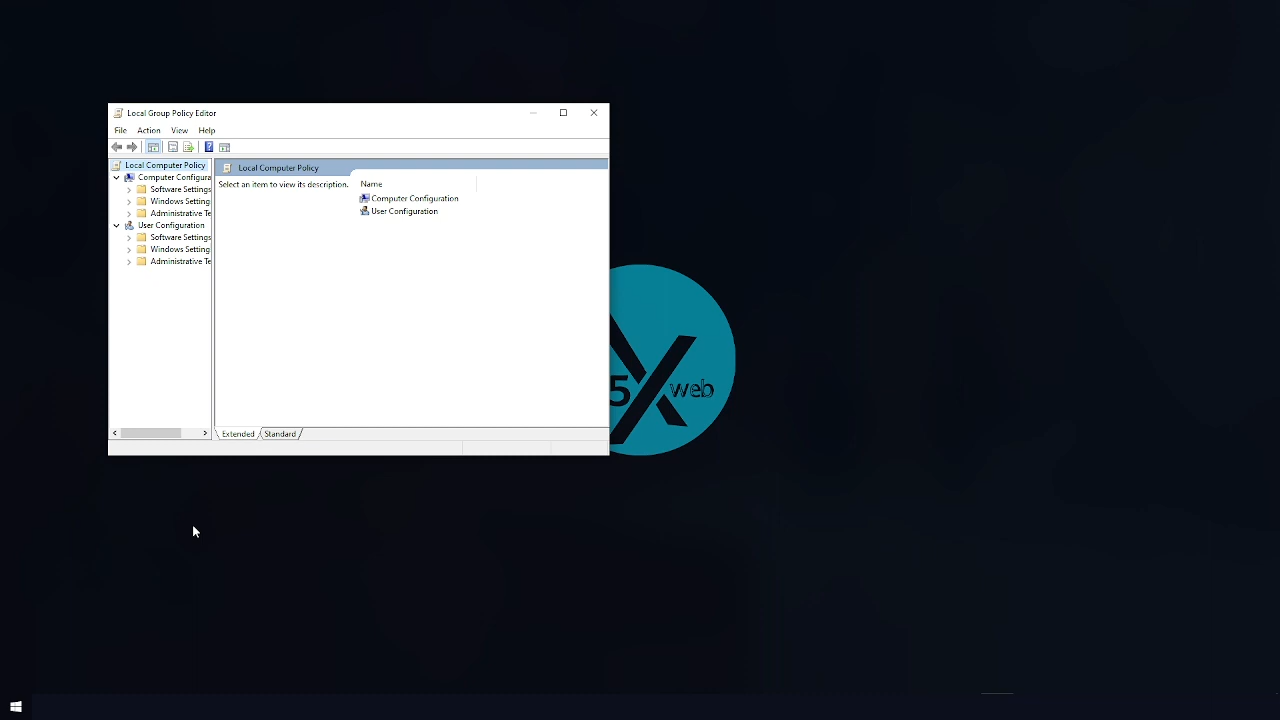 Local Group Policy Editor
File Action View Help
Local Computer Policy
Computer Configura
Software Settings
Windows Setting
Administrative Te
User Configuration
Software Settings
Windows Setting
Administrative Te
Local Computer Policy
Select an item to view its description.
Name
Computer Configuration
User Configuration
Extended Standard
5 web